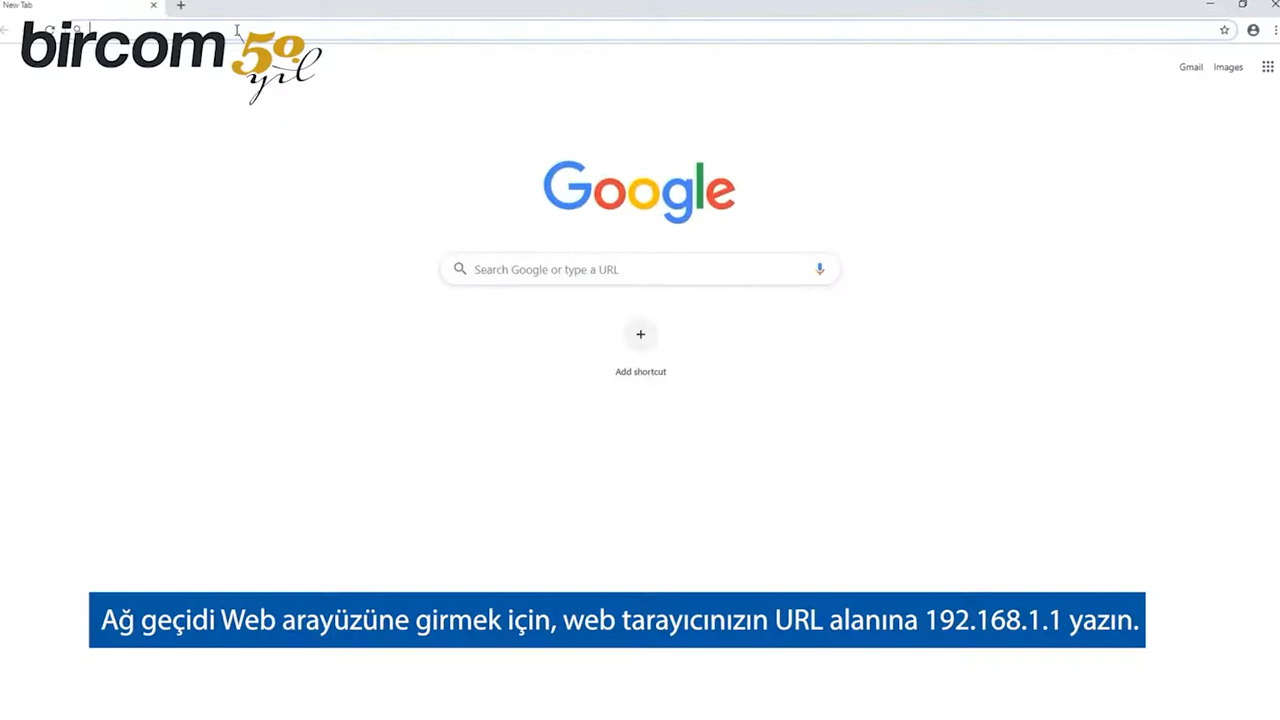 New Tab
bircom 50 yıl
Gmail Images
Google
Search Google or type a URL
Add shortcut
Ağ geçidi Web arayüzüne girmek için, web tarayıcınızın URL alanına 192.168.1.1 yazın.